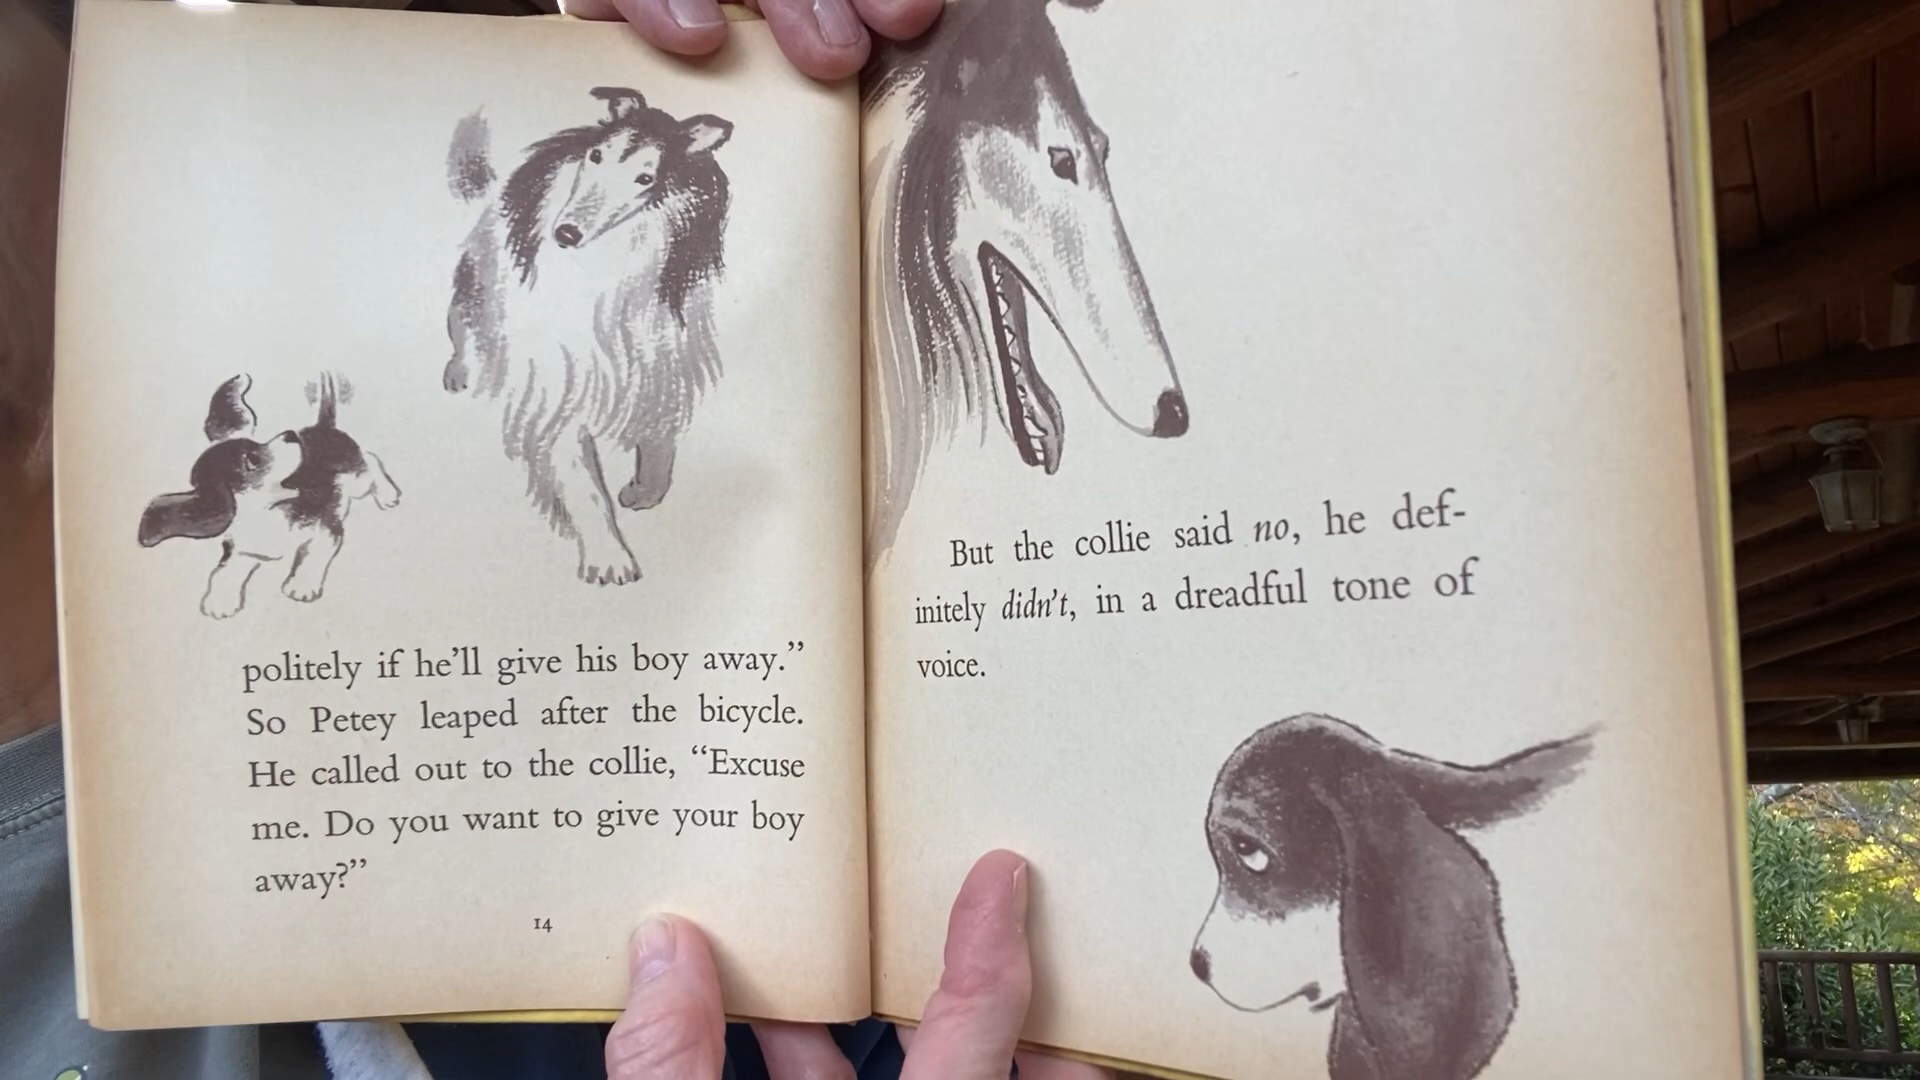 politely if he'll give his boy away.”
So Petey leaped after the bicycle.
He called out to the collie, “Excuse
me. Do you want to give your boy
away?”
14
But the collie said no, he def-
initely didn't, in a dreadful tone of
voice.